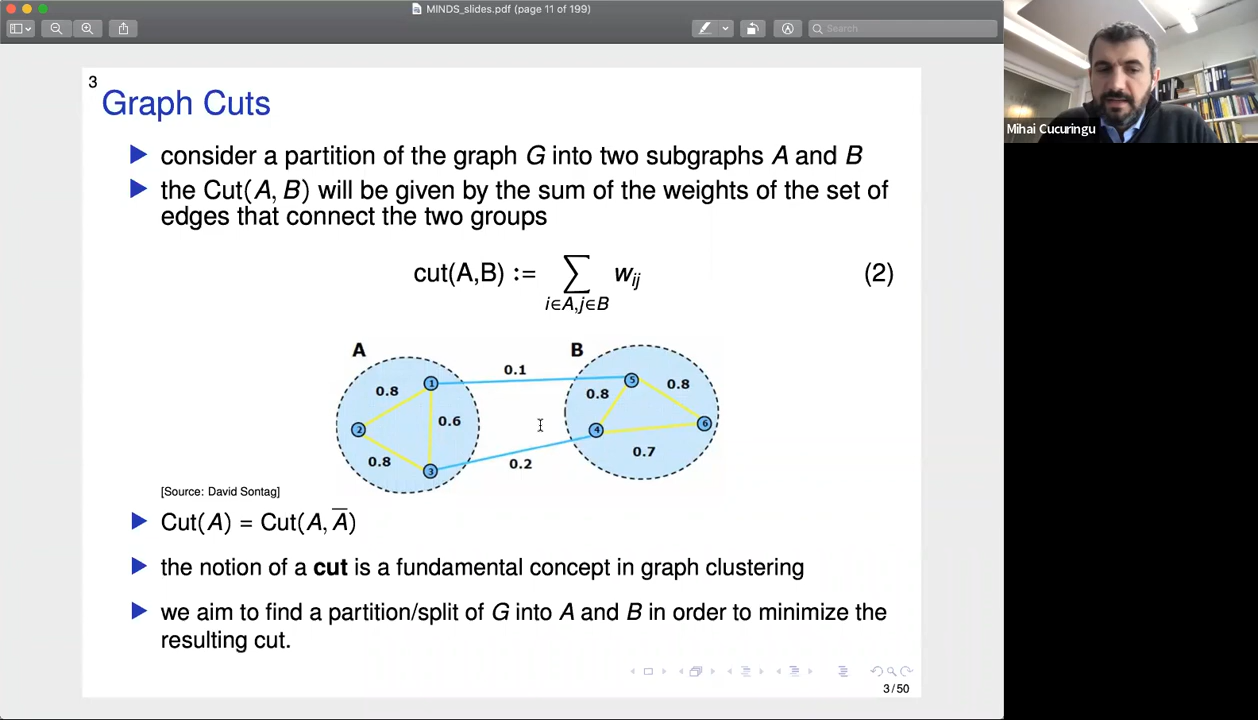 MINDS_slides.pdf (page 11 of 199)
Search
3
Graph Cuts
consider a partition of the graph G into two subgraphs A and B
the Cut(A, B) will be given by the sum of the weights of the set of
edges that connect the two groups
cut(A,B) := ∑ w_ij (2)
i∈A,j∈B
A
B
0.1
0.8
1
5
0.8
0.8
0.6
2
4
6
0.8
3
0.2
0.7
[Source: David Sontag]
Cut(A) = Cut(A, A̅)
the notion of a cut is a fundamental concept in graph clustering
we aim to find a partition/split of G into A and B in order to minimize the
resulting cut.
3 / 50
Mihai Cucuringu